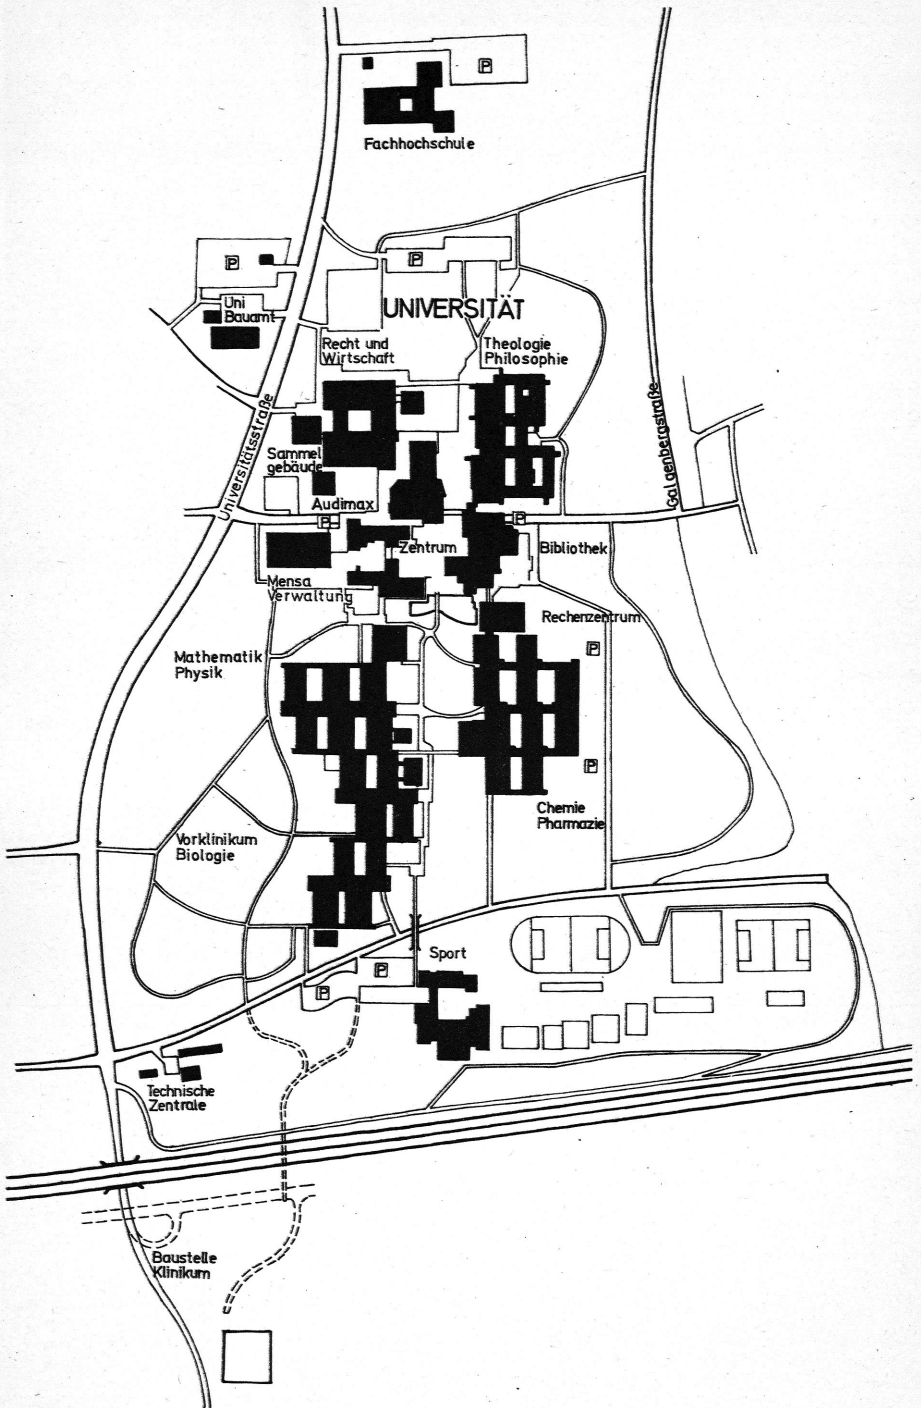 P
Fachhochschule
P
P
UNIVERSITÄT
Uni
Bauamt
Recht und
Wirtschaft
Theologie
Philosophie
Universitätsstraße
Galgenbergstraße
Sammel
gebäude
Audimax
P
P
Zentrum
Bibliothek
Mensa
Verwaltung
Rechenzentrum
P
Mathematik
Physik
P
Chemie
Pharmazie
Vorklinikum
Biologie
Sport
P
P
Technische
Zentrale
Baustelle
Klinikum